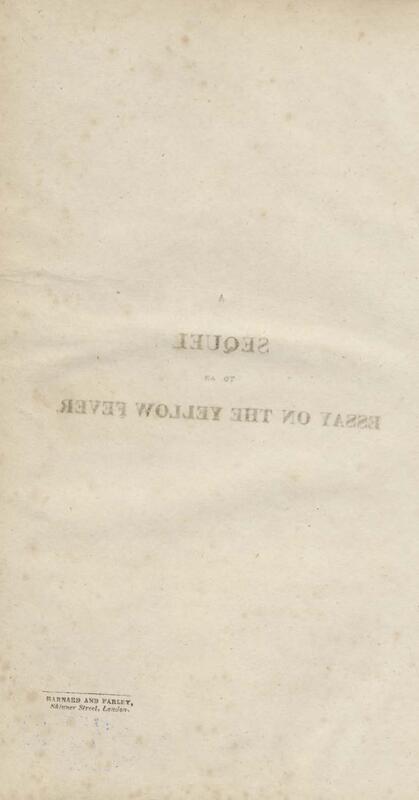 A
SEQUEL
TO AN
ESSAY ON THE YELLOW FEVER.
BARNARD AND FARLEY,
Skinner Street, London.